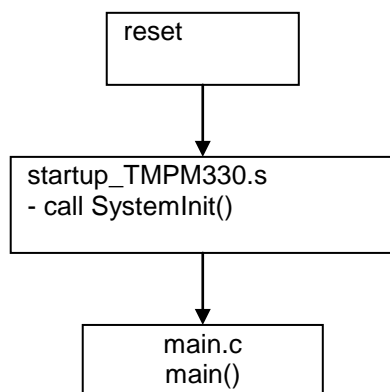 reset
startup_TMPM330.s
- call SystemInit()
main.c
main()